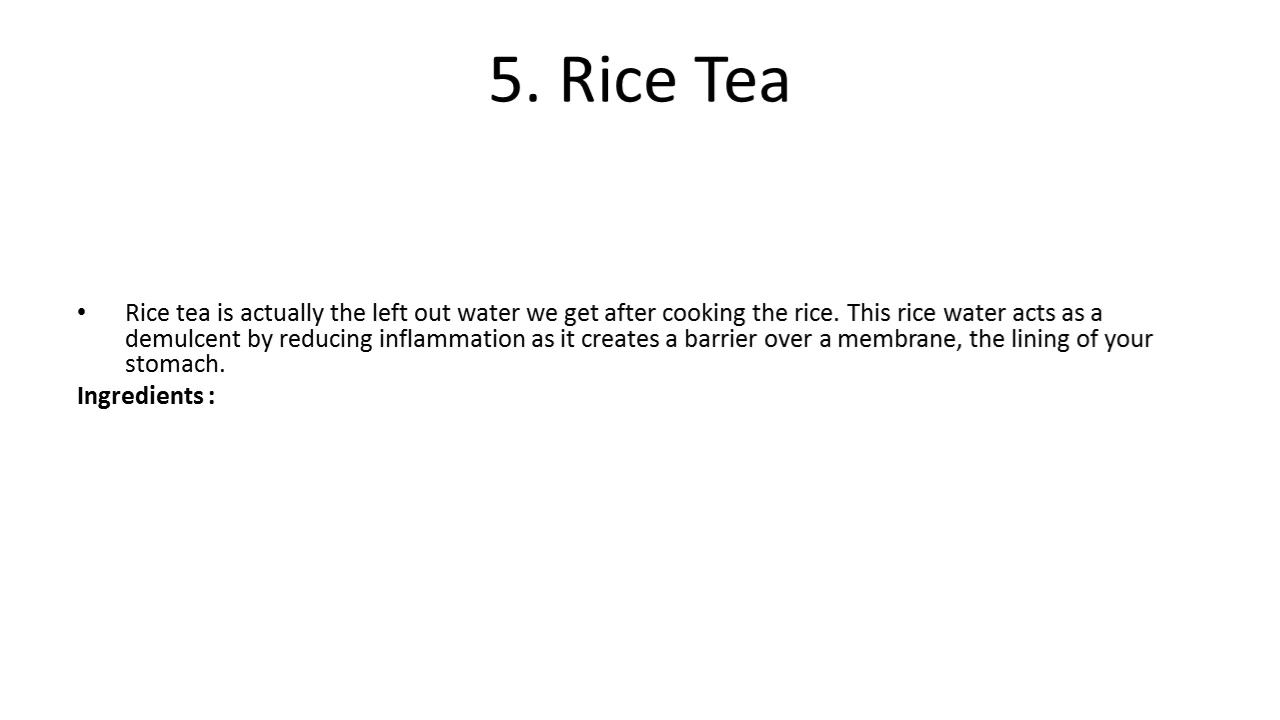 5. Rice Tea
• Rice tea is actually the left out water we get after cooking the rice. This rice water acts as a
demulcent by reducing inflammation as it creates a barrier over a membrane, the lining of your
stomach.
Ingredients :